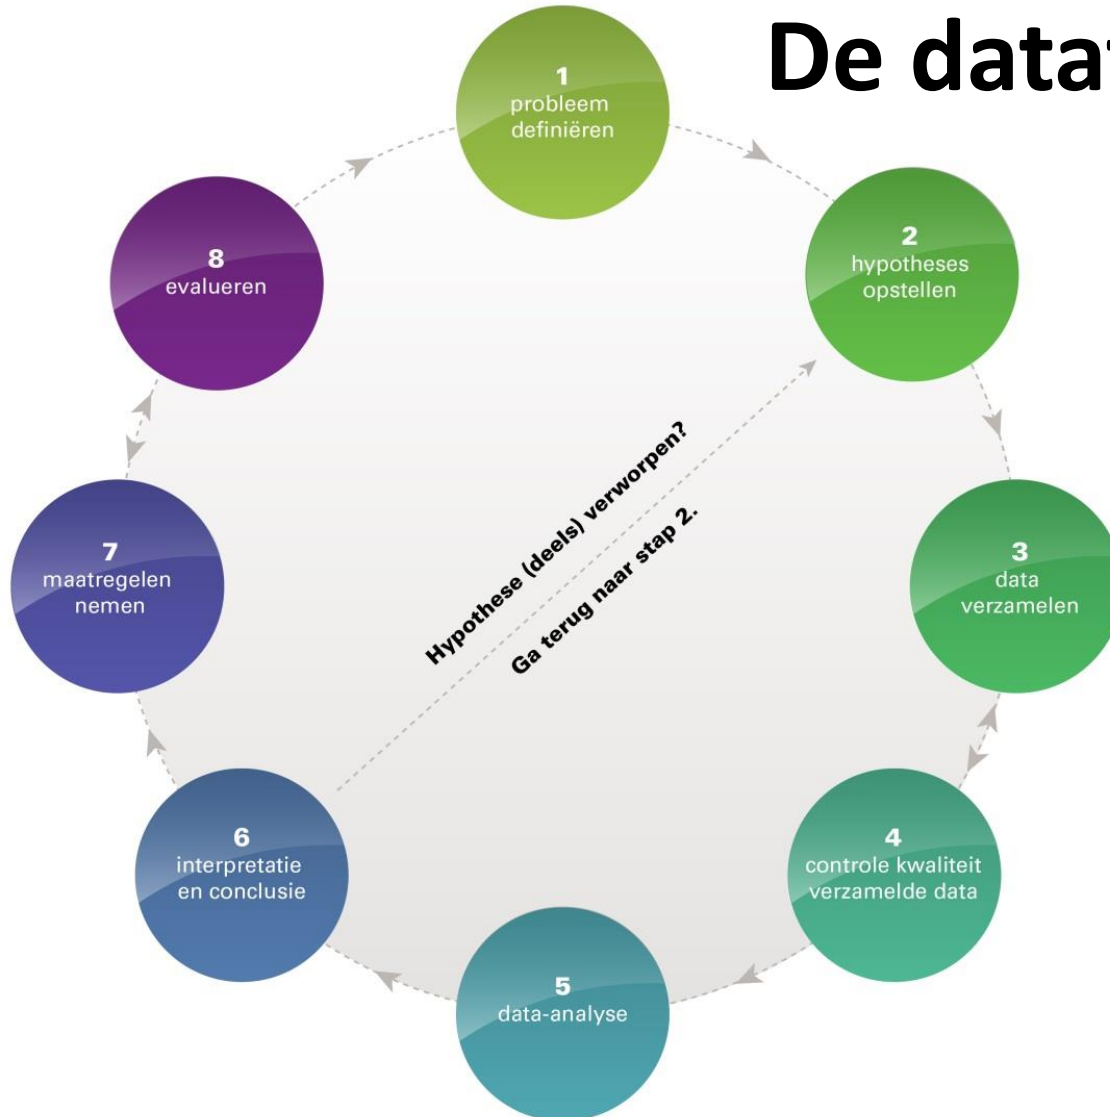 De data
1
probleem
definiëren
2
hypotheses
opstellen
3
data
verzamelen
4
controle kwaliteit
verzamelde data
5
data-analyse
6
interpretatie
en conclusie
7
maatregelen
nemen
8
evalueren
Hypothese (deels) verworpen?
Ga terug naar stap 2.